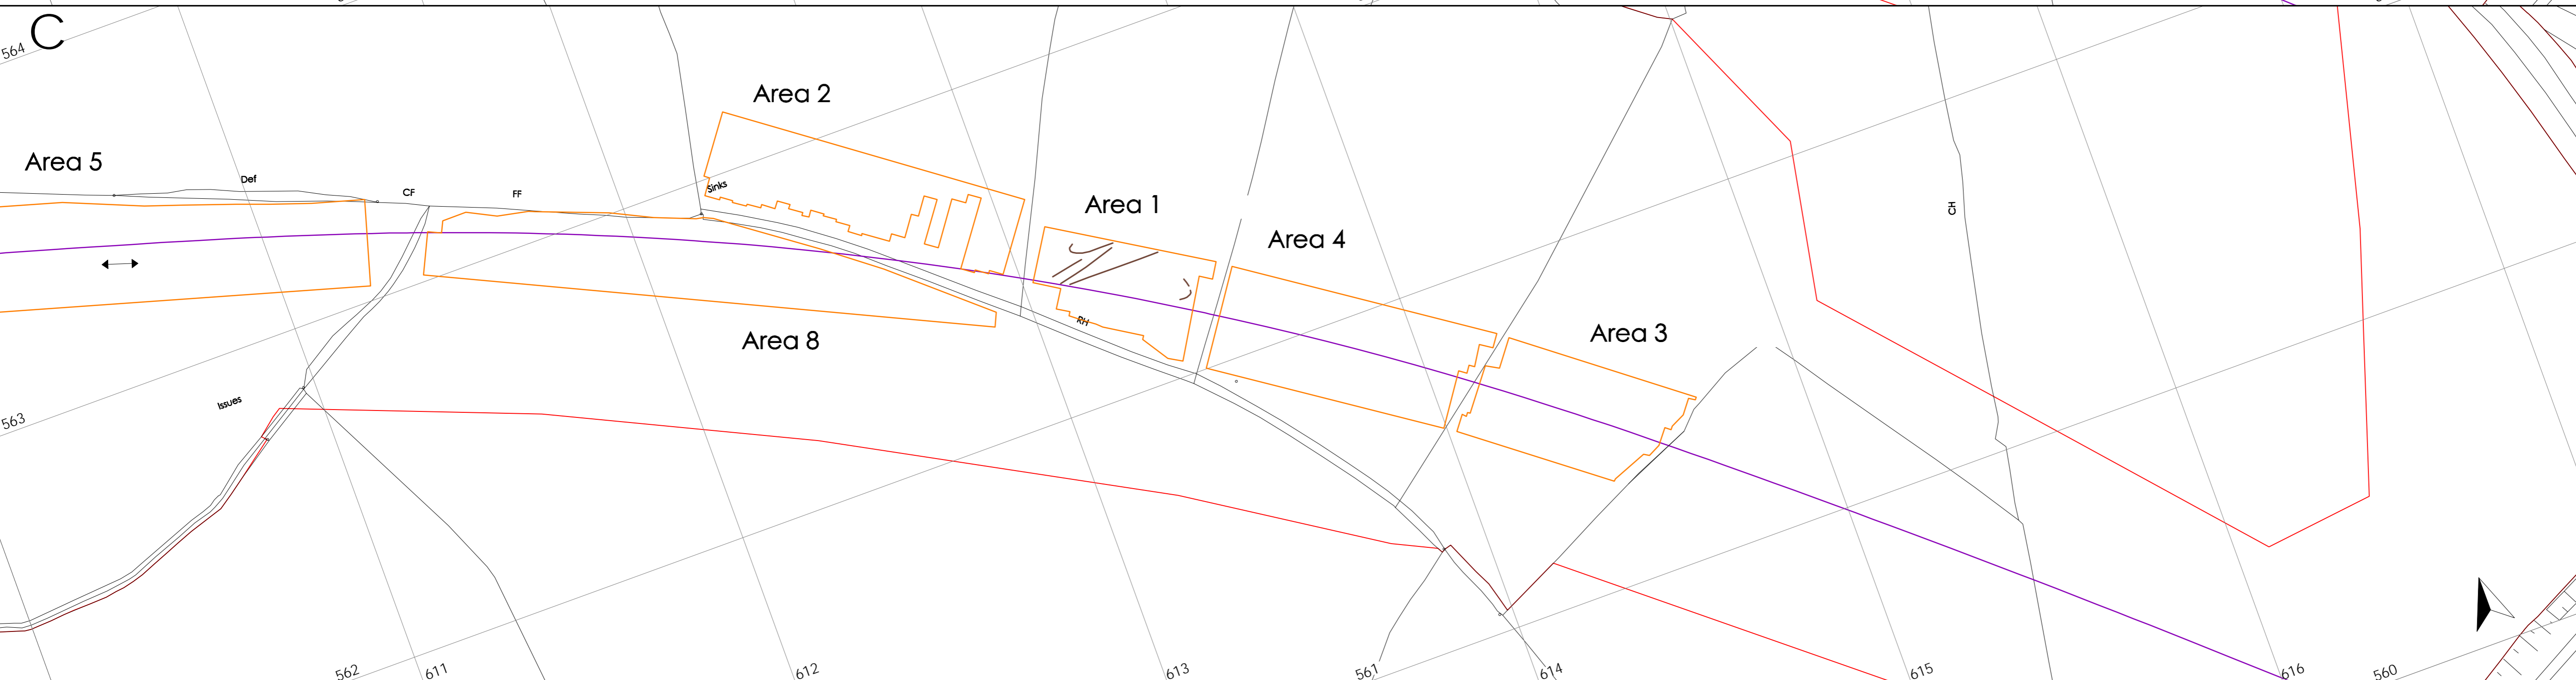 C
564
Area 2
Area 5
Def
CF
FF
Sinks
Area 1
CH
Area 4
RH
Area 3
Area 8
Issues
563
562
611
612
613
561
614
615
616
560